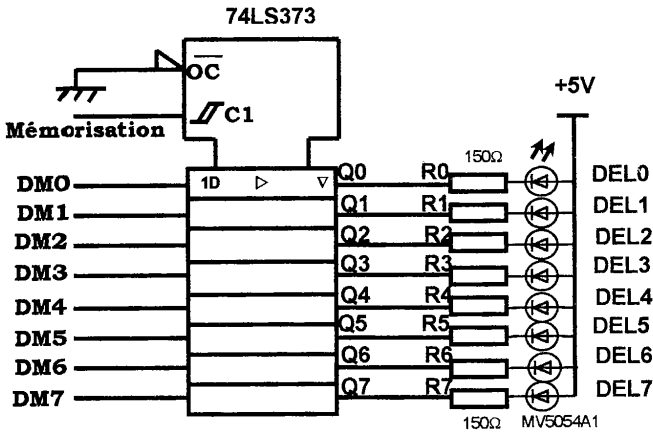 74LS373
OC
+5V
C1
Mémorisation
150Ω
1D
DM0 Q0 R0 DEL0
DM1 Q1 R1 DEL1
DM2 Q2 R2 DEL2
DM3 Q3 R3 DEL3
DM4 Q4 R4 DEL4
DM5 Q5 R5 DEL5
DM6 Q6 R6 DEL6
DM7 Q7 R7 DEL7
150Ω MV5054A1